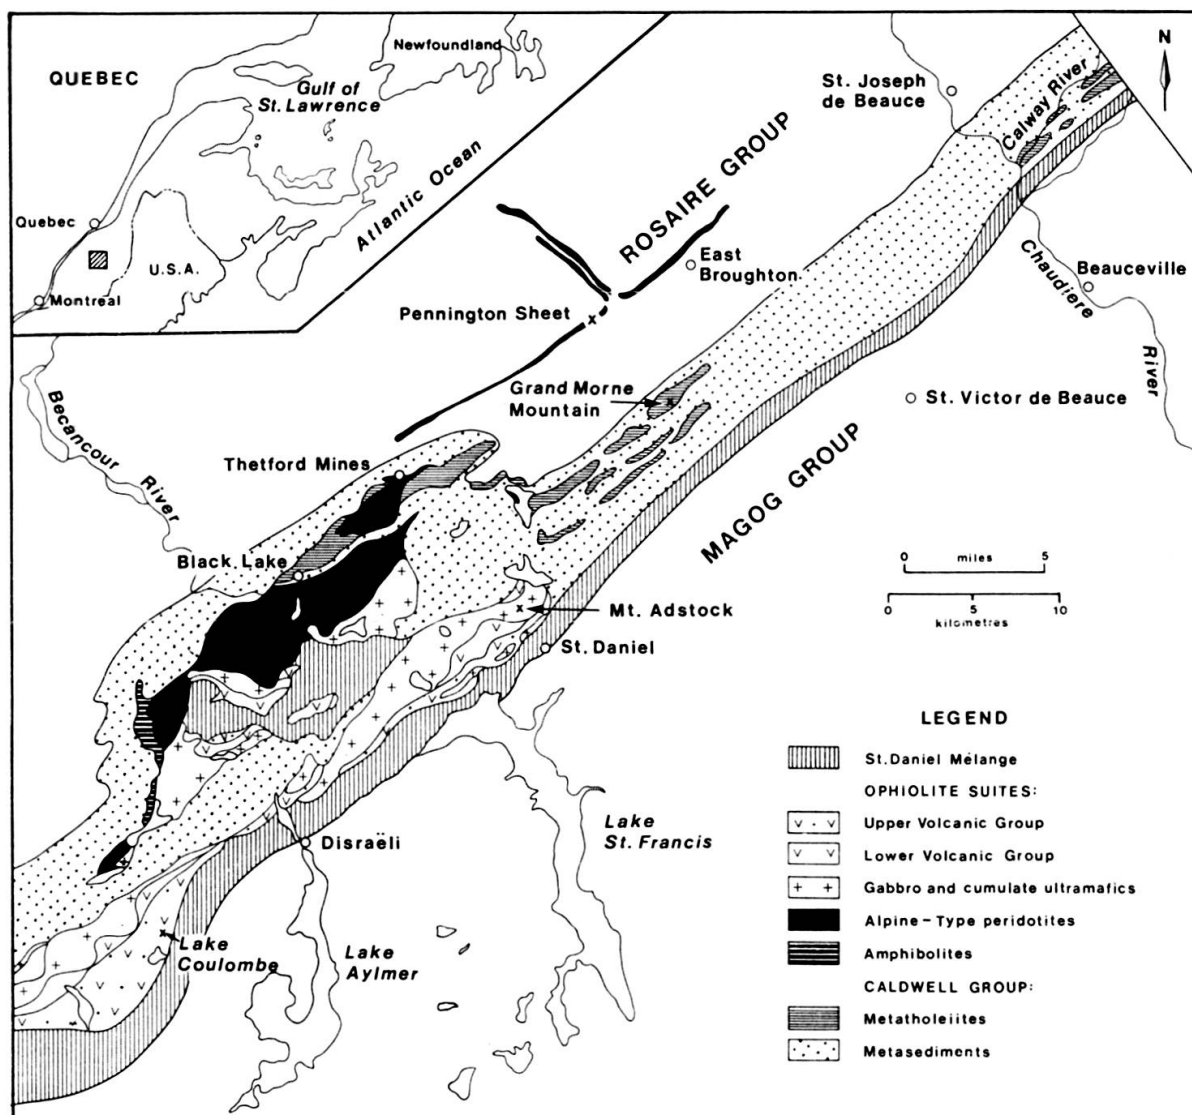 QUEBEC
Newfoundland
Gulf of
St. Lawrence
Atlantic Ocean
Quebec
U.S.A.
Montreal
N
St. Joseph
de Beauce
Calway River
ROSAIRE GROUP
East
Broughton
Beauceville
Chaudiere
River
Pennington Sheet
Grand Morne
Mountain
St. Victor de Beauce
Becancour
River
Thetford Mines
MAGOG GROUP
Black Lake
0 miles 5
0 5 10
kilometres
Mt. Adstock
St. Daniel
Lake
St. Francis
Disraëli
Lake
Coulombe
Lake
Aylmer
LEGEND
St. Daniel Mélange
OPHIOLITE SUITES:
Upper Volcanic Group
Lower Volcanic Group
Gabbro and cumulate ultramafics
Alpine-Type peridotites
Amphibolites
CALDWELL GROUP:
Metatholeiites
Metasediments